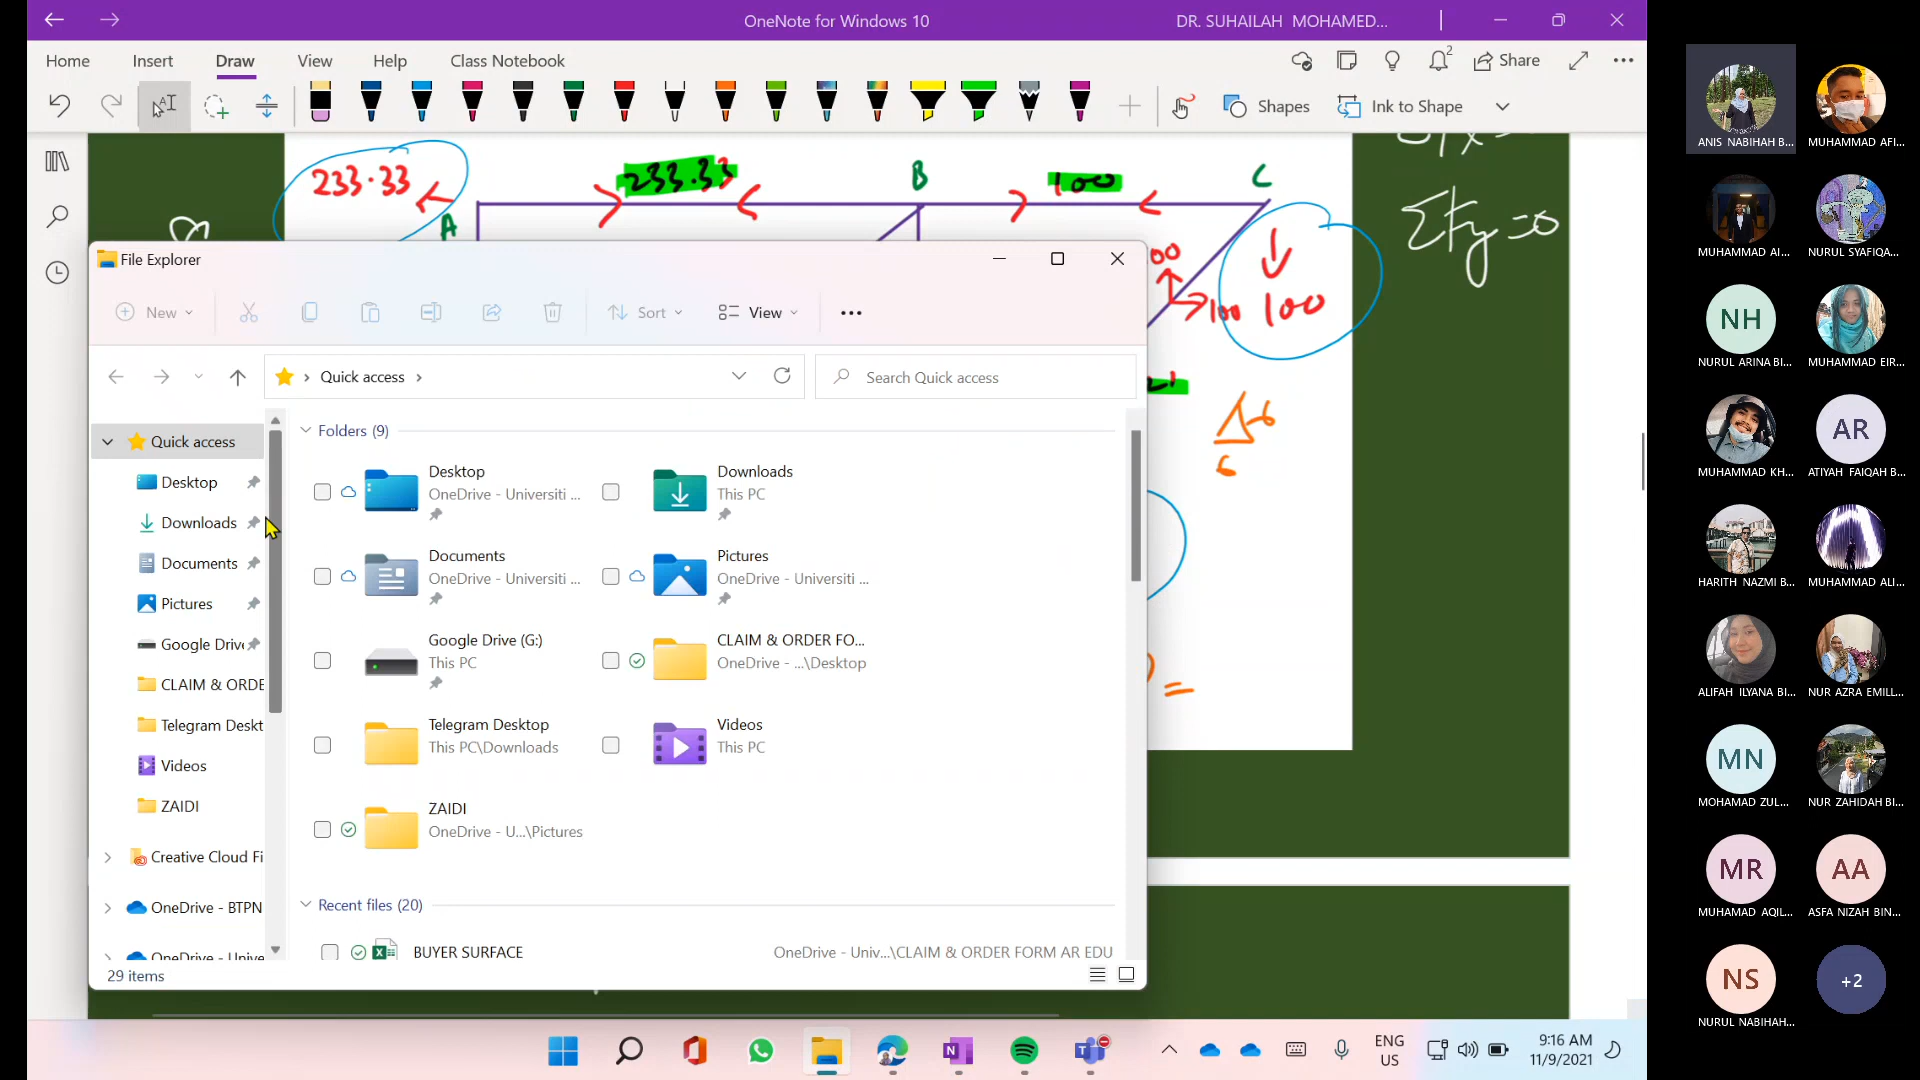 OneNote for Windows 10
DR. SUHAILAH MOHAMED...
Home
Insert
Draw
View
Help
Class Notebook
2
Share
Shapes
Ink to Shape
233.33
233.33
B
100
C
A
ΣFy=0
100
100
6
6
=
File Explorer
New
Sort
View
Quick access
Search Quick access
Quick access
Desktop
Downloads
Documents
Pictures
Google Drive
CLAIM & ORDE
Telegram Deskt
Videos
ZAIDI
Creative Cloud Fi
OneDrive - BTPN
OneDrive - Unive
Folders (9)
Desktop
OneDrive - Universiti ...
Downloads
This PC
Documents
OneDrive - Universiti ...
Pictures
OneDrive - Universiti ...
Google Drive (G:)
This PC
CLAIM & ORDER FO...
OneDrive - ...\Desktop
Telegram Desktop
This PC\Downloads
Videos
This PC
ZAIDI
OneDrive - U...\Pictures
Recent files (20)
BUYER SURFACE
OneDrive - Univ...\CLAIM & ORDER FORM AR EDU
29 items
ENG
US
9:16 AM
11/9/2021
ANIS NABIHAH B...
MUHAMMAD AFI...
MUHAMMAD AI...
NURUL SYAFIQA...
NH
NURUL ARINA BI...
MUHAMMAD EIR...
MUHAMMAD KH...
AR
ATIYAH FAIQAH B...
HARITH NAZMI B...
MUHAMMAD ALI...
ALIFAH ILYANA BI...
NUR AZRA EMILL...
MN
MOHAMAD ZUL...
NUR ZAHIDAH BI...
MR
MUHAMAD AQIL...
AA
ASFA NIZAH BIN...
NS
NURUL NABIHAH...
+2